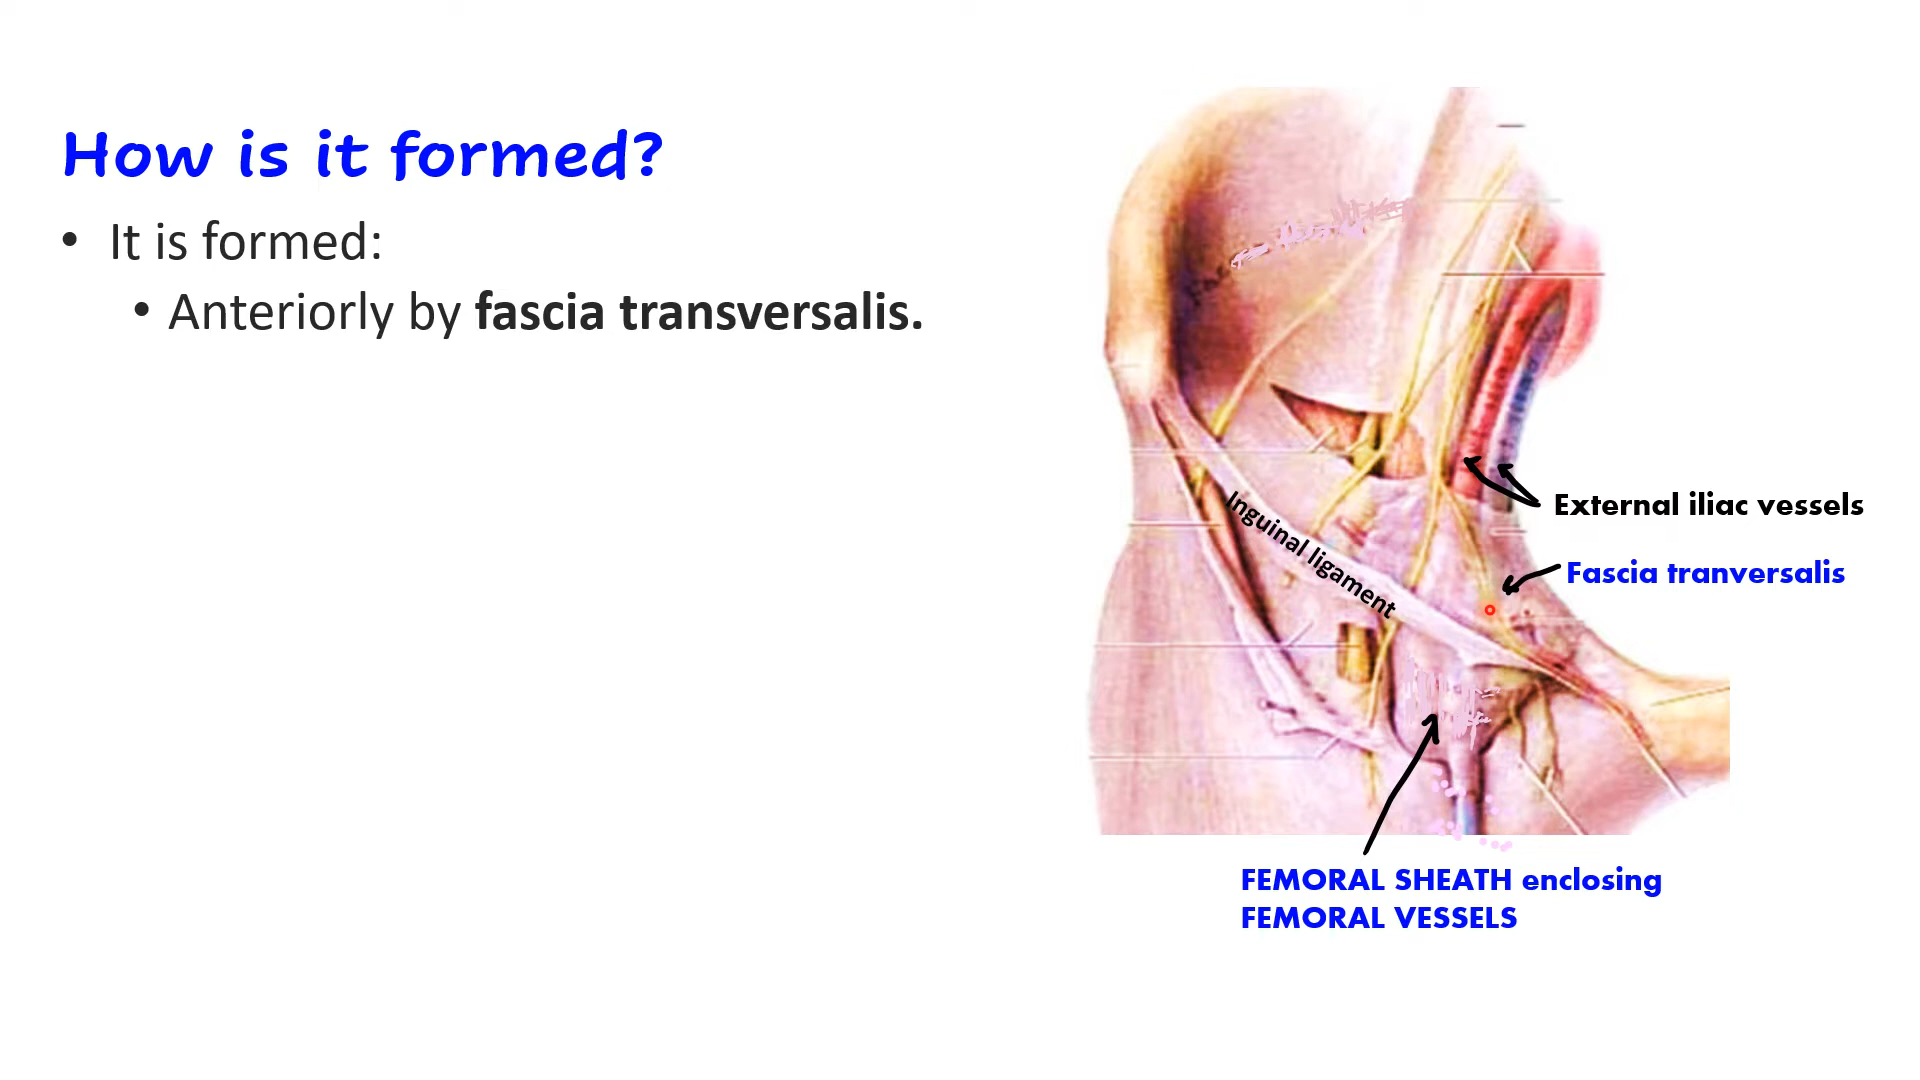 How is it formed?
• It is formed:
• Anteriorly by fascia transversalis.
Inguinal ligament
External iliac vessels
Fascia tranversalis
FEMORAL SHEATH enclosing
FEMORAL VESSELS